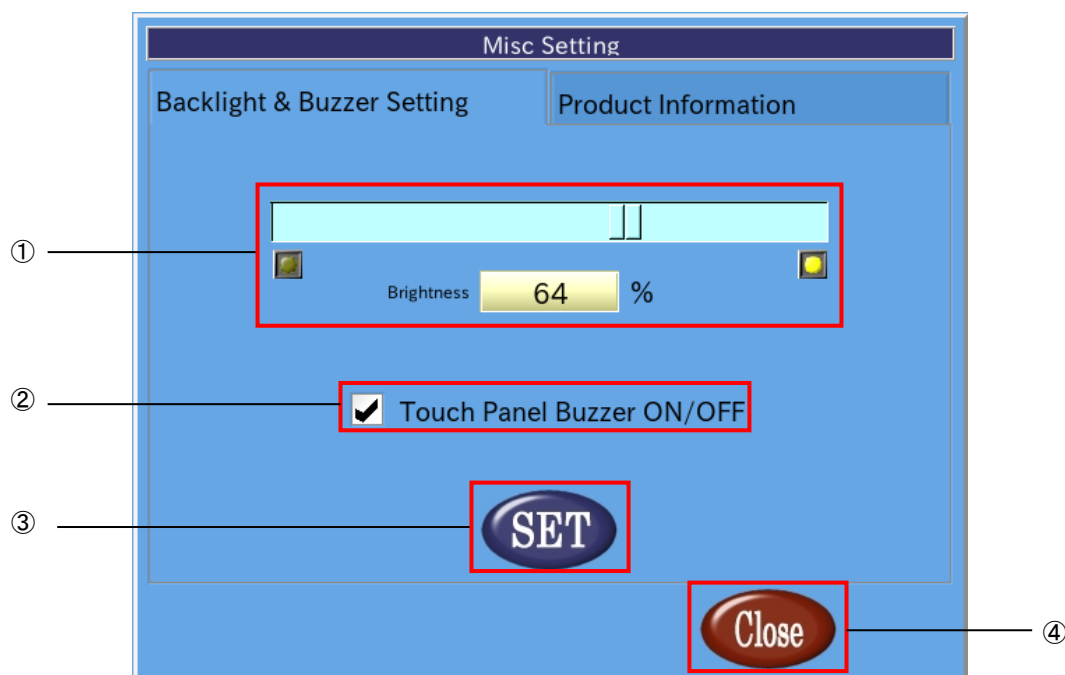 Misc Setting
Backlight & Buzzer Setting
Product Information
①
Brightness 64 %
②
Touch Panel Buzzer ON/OFF
③
SET
Close
④